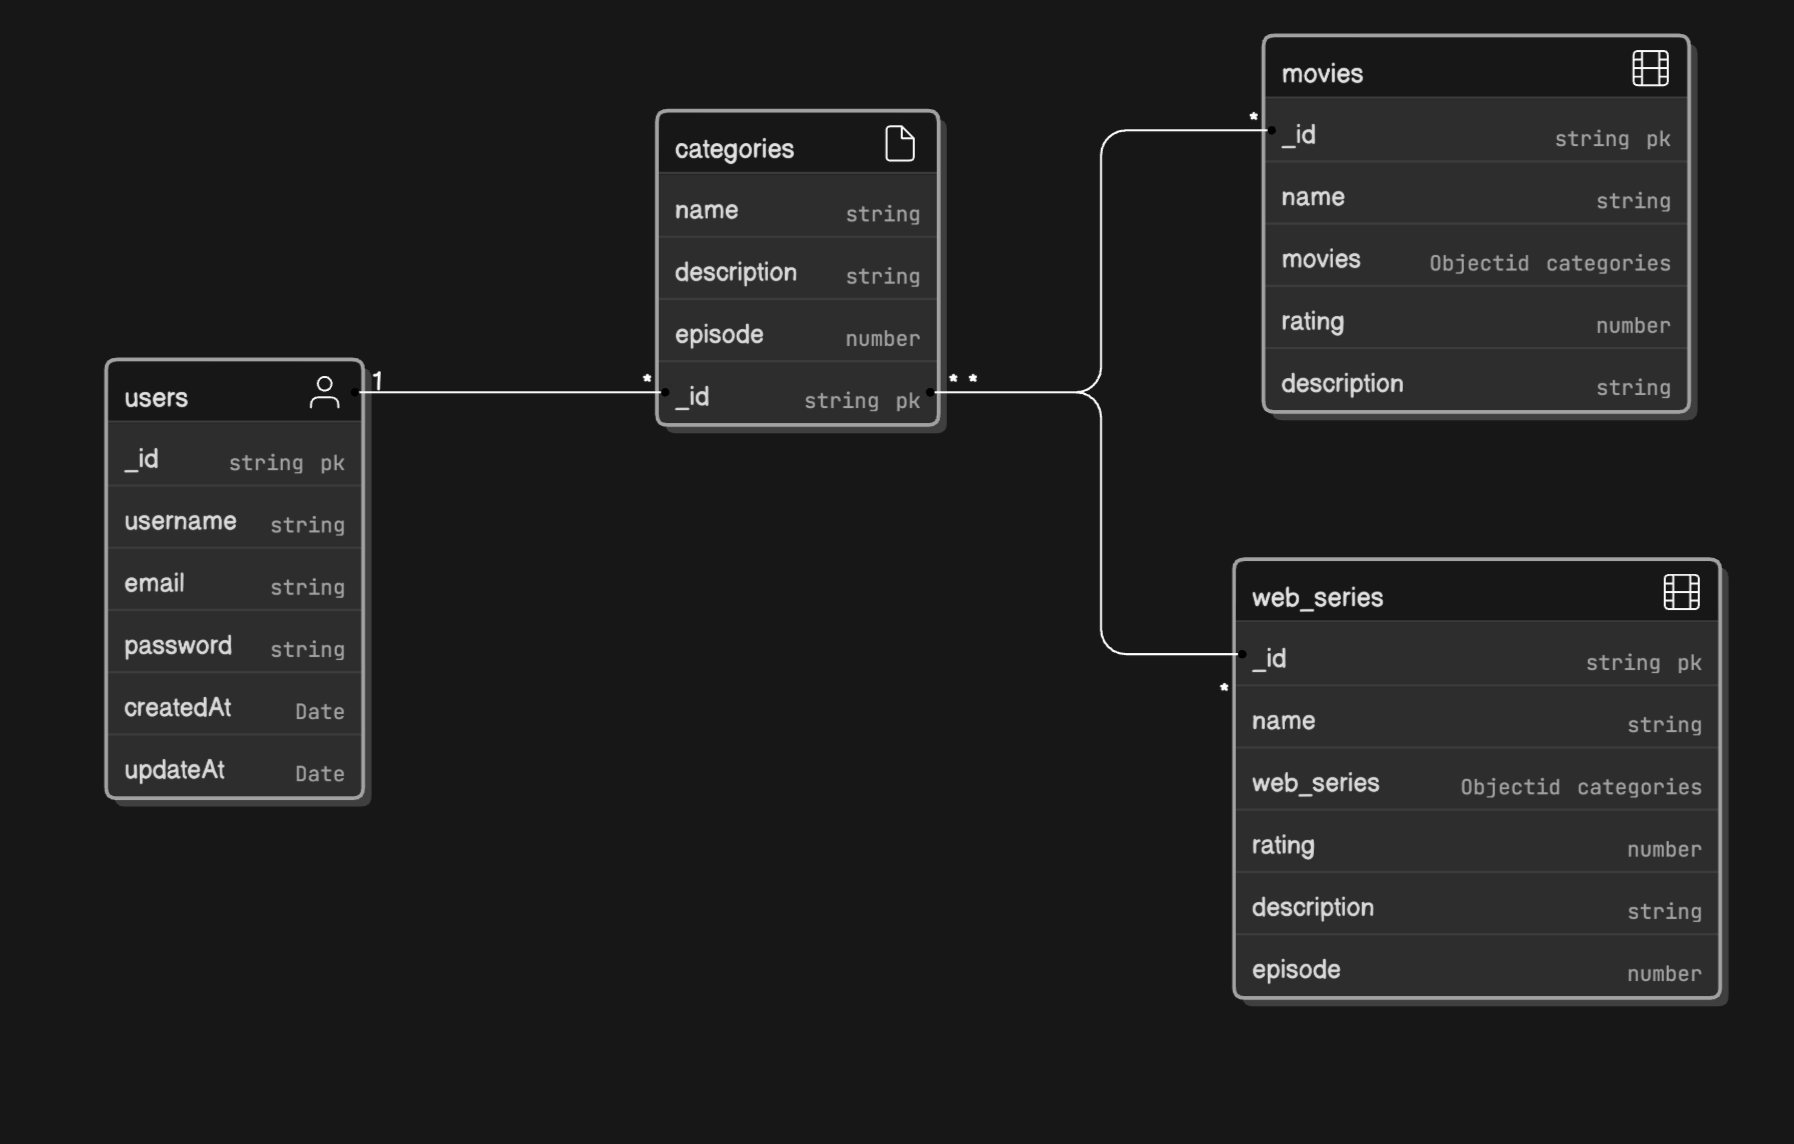 users
_id string pk
username string
email string
password string
createdAt Date
updateAt Date
1
*
categories
name string
description string
episode number
_id string pk
* *
*
movies
_id string pk
name string
movies Objectid categories
rating number
description string
*
web_series
_id string pk
name string
web_series Objectid categories
rating number
description string
episode number